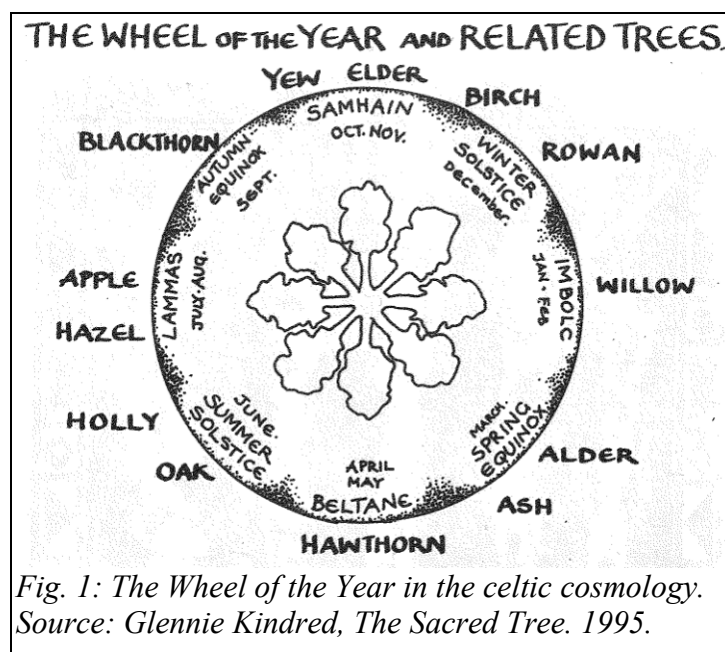 THE WHEEL OF THE YEAR AND RELATED TREES.
YEW
ELDER
BIRCH
ROWAN
WILLOW
ALDER
ASH
HAWTHORN
OAK
HOLLY
HAZEL
APPLE
BLACKTHORN
SAMHAIN
OCT. NOV.
WINTER
SOLSTICE
December.
IMBOLC
JAN + FEB
MARCH.
SPRING
EQUINOX
APRIL
MAY
BELTANE
JUNE.
SUMMER
SOLSTICE
LAMMAS
JULY. AUG.
AUTUMN-
EQUINOX
SEPT.
Fig. 1: The Wheel of the Year in the celtic cosmology.
Source: Glennie Kindred, The Sacred Tree. 1995.